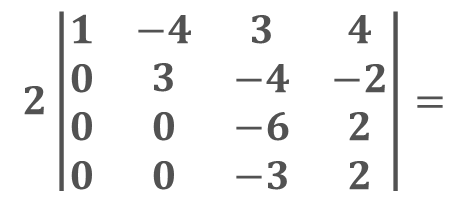 2 | 1 −4 3 4 |
| 0 3 −4 −2 |
| 0 0 −6 2 |
| 0 0 −3 2 | =